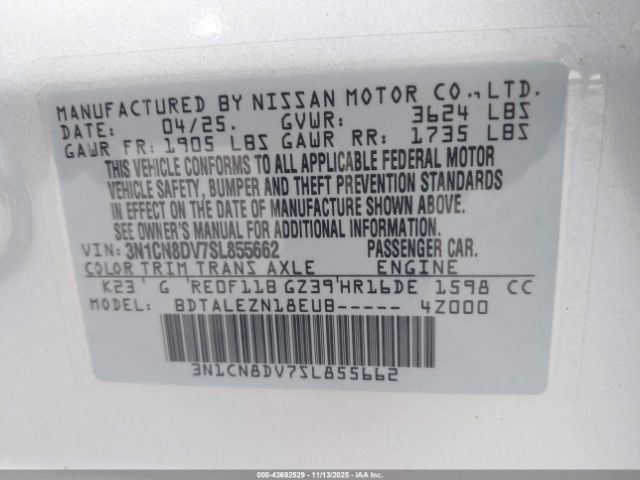 MANUFACTURED BY NISSAN MOTOR CO.,LTD.
DATE: 04/25. GVWR: 3624 LBS
GAWR FR: 1905 LBS GAWR RR: 1735 LBS
THIS VEHICLE CONFORMS TO ALL APPLICABLE FEDERAL MOTOR
VEHICLE SAFETY, BUMPER AND THEFT PREVENTION STANDARDS
IN EFFECT ON THE DATE OF MANUFACTURE SHOWN ABOVE.
SEE OWNER'S MANUAL FOR ADDITIONAL INFORMATION.
VIN: 3N1CN8DV7SL855662 PASSENGER CAR.
COLOR TRIM TRANS AXLE ENGINE
K23 G RE0F11B GZ39 HR16DE 1598 CC
MODEL: BDTALEZN18EUB----- 4Z000
3N1CN8DV7SL855662
000-43692529 - 11/13/2025 - IAAI.COM